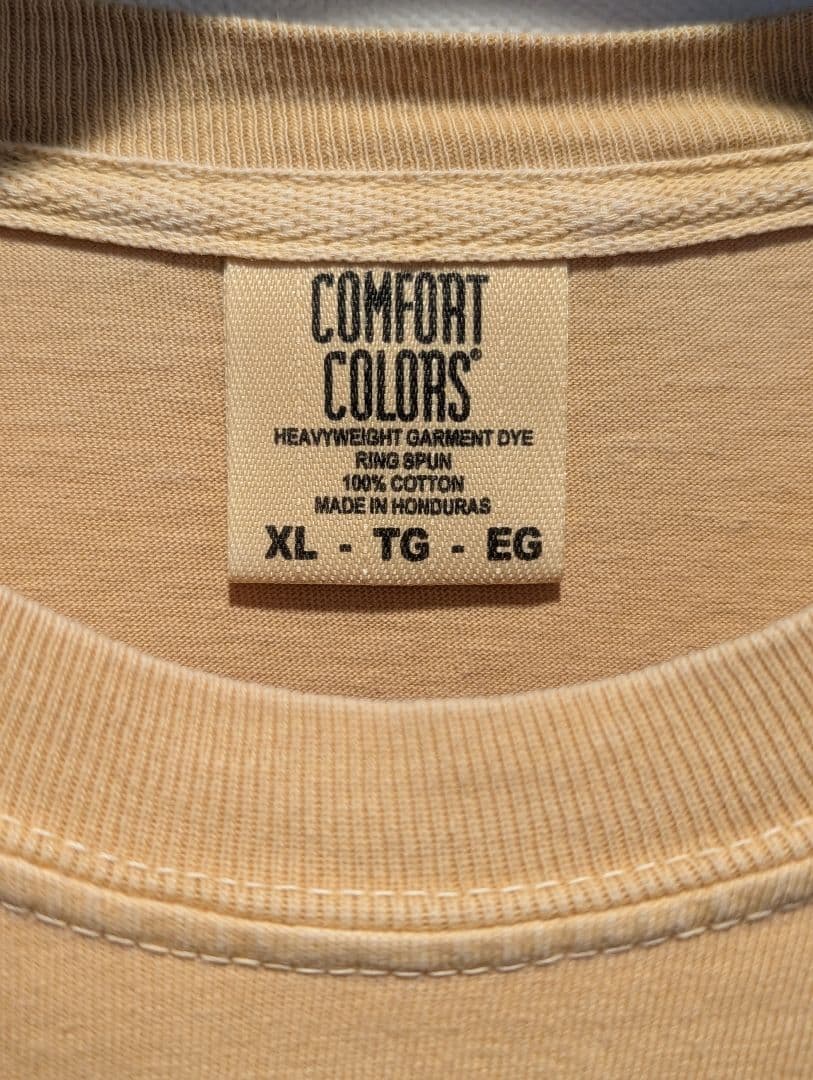 COMFORT
COLORS®
HEAVYWEIGHT GARMENT DYE
RING SPUN
100% COTTON
MADE IN HONDURAS
XL - TG - EG